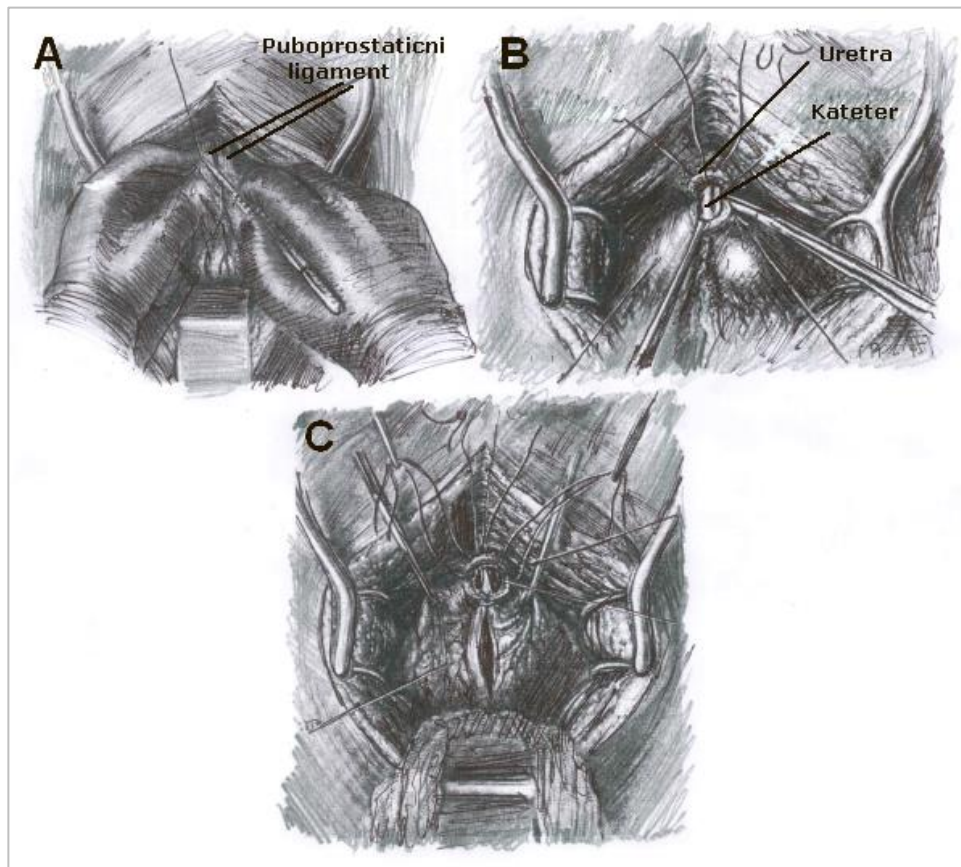 A
Puboprostaticni
ligament
B
Uretra
Kateter
C